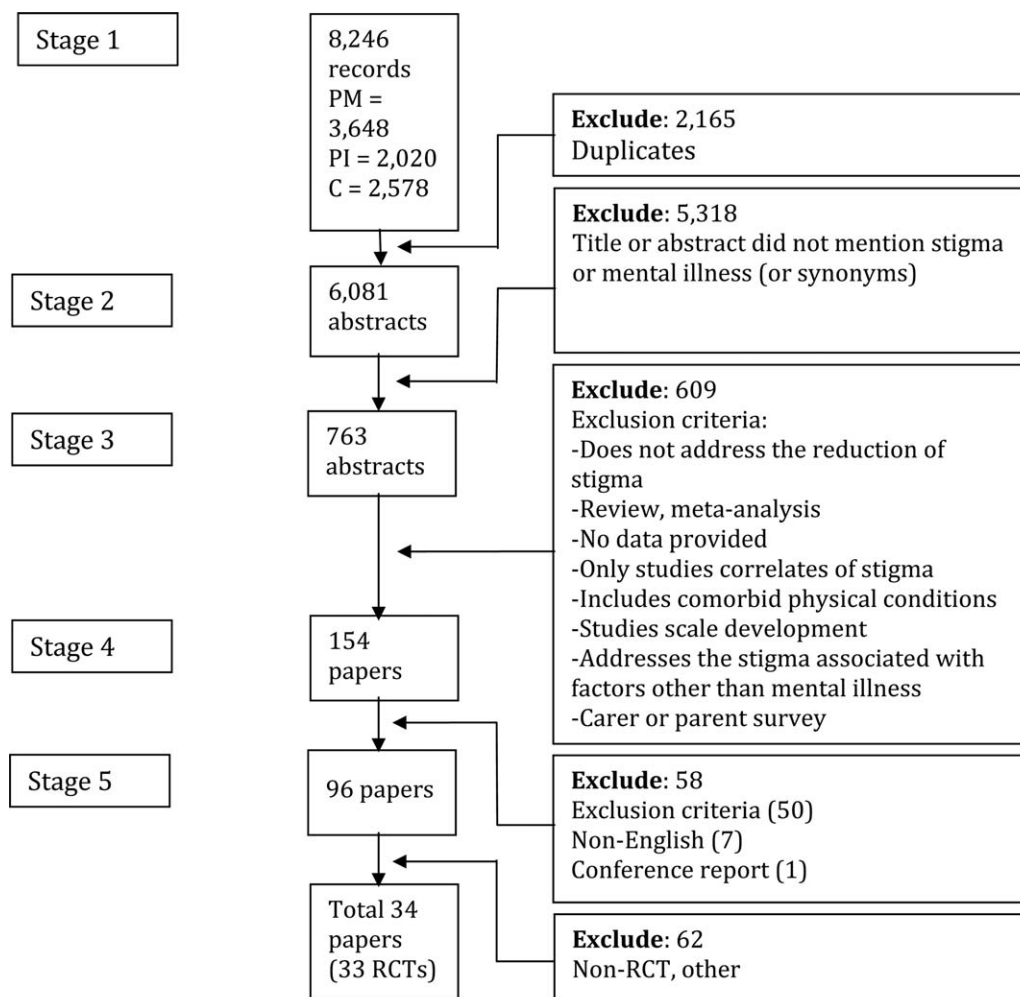 Stage 1
8,246
records
PM =
3,648
PI = 2,020
C = 2,578
Exclude: 2,165
Duplicates
Exclude: 5,318
Title or abstract did not mention stigma
or mental illness (or synonyms)
Stage 2
6,081
abstracts
Stage 3
763
abstracts
Exclude: 609
Exclusion criteria:
-Does not address the reduction of
stigma
-Review, meta-analysis
-No data provided
-Only studies correlates of stigma
-Includes comorbid physical conditions
-Studies scale development
-Addresses the stigma associated with
factors other than mental illness
-Carer or parent survey
Stage 4
154
papers
Stage 5
96 papers
Exclude: 58
Exclusion criteria (50)
Non-English (7)
Conference report (1)
Total 34
papers
(33 RCTs)
Exclude: 62
Non-RCT, other